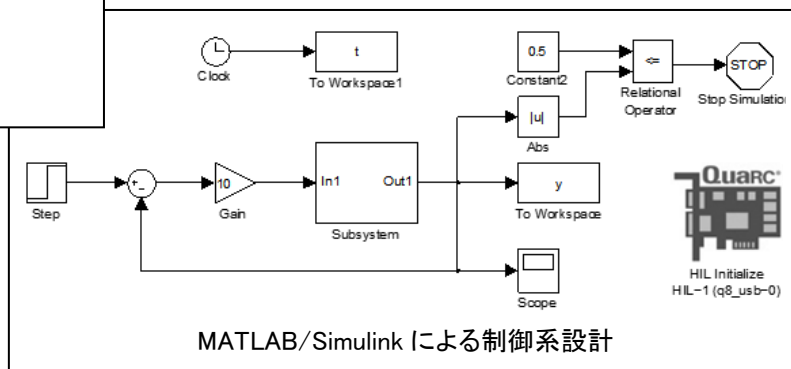 t
0.5
<=
STOP
Clock
To Workspace1
Constant2
Relational
Operator
Stop Simulation
|u|
Abs
+
-
10
In1
Out1
y
QUARC
Step
Gain
Subsystem
To Workspace
Scope
HIL Initialize
HIL-1 (q8_usb-0)
MATLAB/Simulink による制御系設計